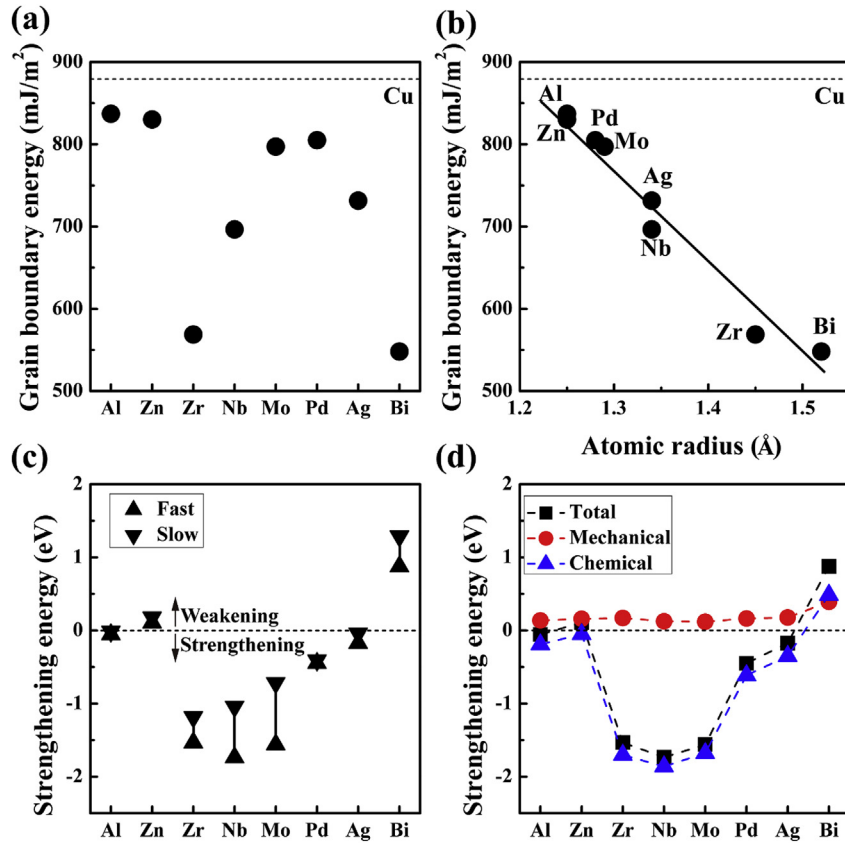 (a)
Grain boundary energy (mJ/m²)
900
800
700
600
500
Cu
Al Zn Zr Nb Mo Pd Ag Bi
(b)
Grain boundary energy (mJ/m²)
900
800
700
600
500
Cu
Al
Zn
Pd
Mo
Ag
Nb
Zr
Bi
1.2 1.3 1.4 1.5
Atomic radius (Å)
(c)
Strengthening energy (eV)
2
1
0
-1
-2
Fast
Slow
Weakening
Strengthening
Al Zn Zr Nb Mo Pd Ag Bi
(d)
Strengthening energy (eV)
2
1
0
-1
-2
Total
Mechanical
Chemical
Al Zn Zr Nb Mo Pd Ag Bi